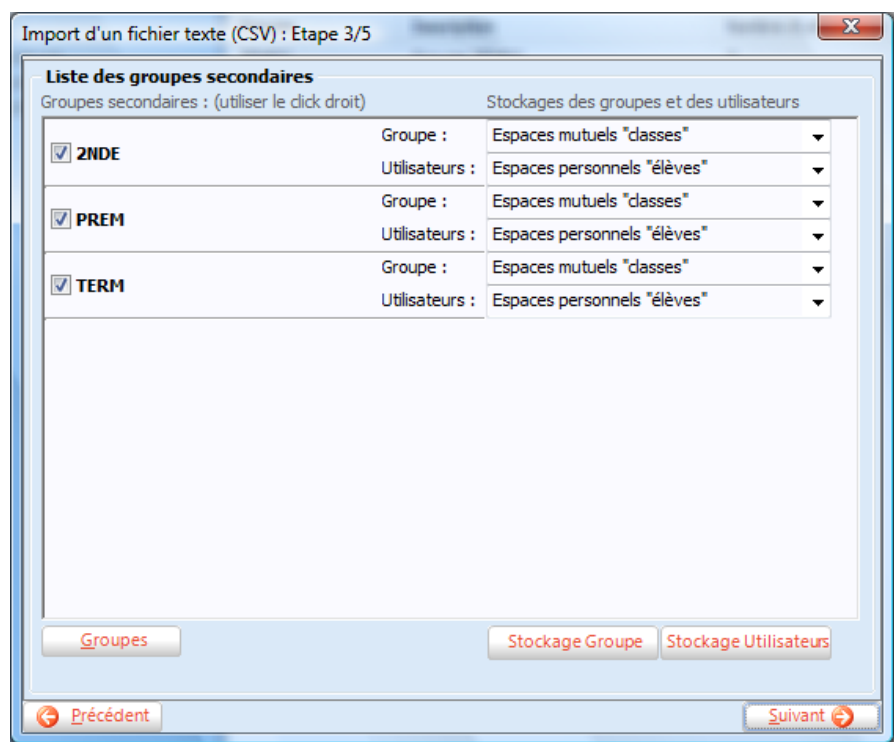 Import d'un fichier texte (CSV) : Etape 3/5
Liste des groupes secondaires
Groupes secondaires : (utiliser le click droit) Stockages des groupes et des utilisateurs
2NDE
Groupe : Espaces mutuels "classes"
Utilisateurs : Espaces personnels "élèves"
PREM
Groupe : Espaces mutuels "classes"
Utilisateurs : Espaces personnels "élèves"
TERM
Groupe : Espaces mutuels "classes"
Utilisateurs : Espaces personnels "élèves"
Groupes Stockage Groupe Stockage Utilisateurs
Précédent Suivant